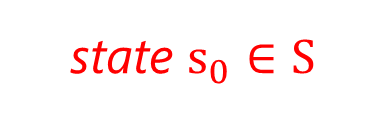 state s₀ ∈ S